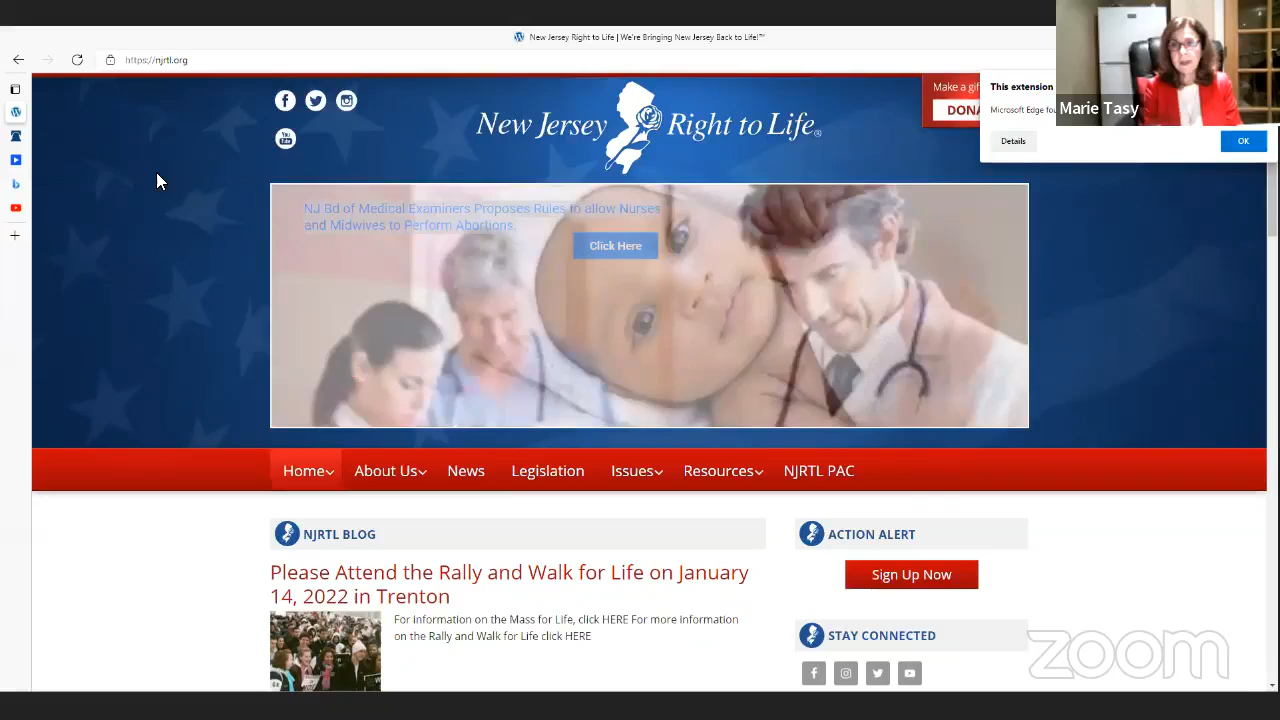 New Jersey Right to Life | We're Bringing New Jersey Back to Life!™
https://njrtl.org
Make a gif
DONA
This extension
Microsoft Edge fou
Marie Tasy
Details
OK
New Jersey Right to Life®
You
Tube
NJ Bd of Medical Examiners Proposes Rules to allow Nurses
and Midwives to Perform Abortions.
Click Here
Home About Us News Legislation Issues Resources NJRTL PAC
NJRTL BLOG
Please Attend the Rally and Walk for Life on January
14, 2022 in Trenton
For information on the Mass for Life, click HERE For more information
on the Rally and Walk for Life click HERE
ACTION ALERT
Sign Up Now
STAY CONNECTED
zoom